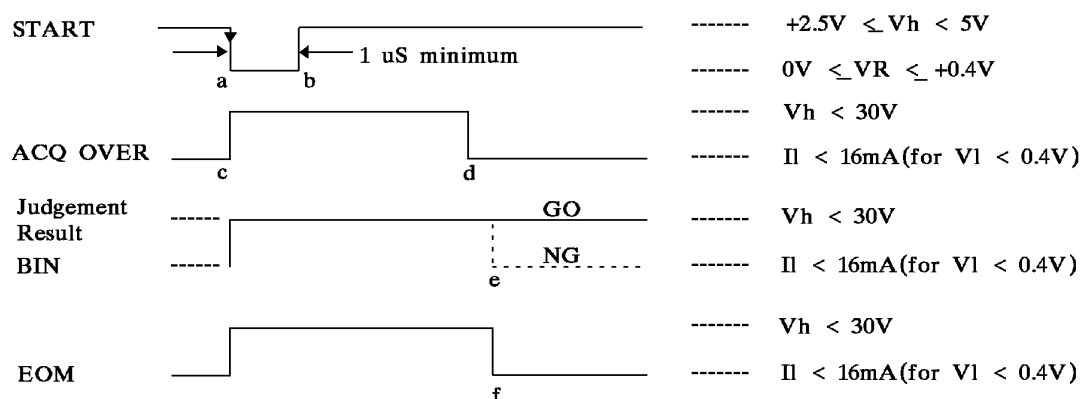 START
1 uS minimum
a
b
+2.5V ≤ Vh < 5V
0V ≤ VR ≤ +0.4V
ACQ OVER
c
d
Vh < 30V
Il < 16mA(for Vl < 0.4V)
Judgement
Result
BIN
GO
NG
e
Vh < 30V
Il < 16mA(for Vl < 0.4V)
EOM
f
Vh < 30V
Il < 16mA(for Vl < 0.4V)